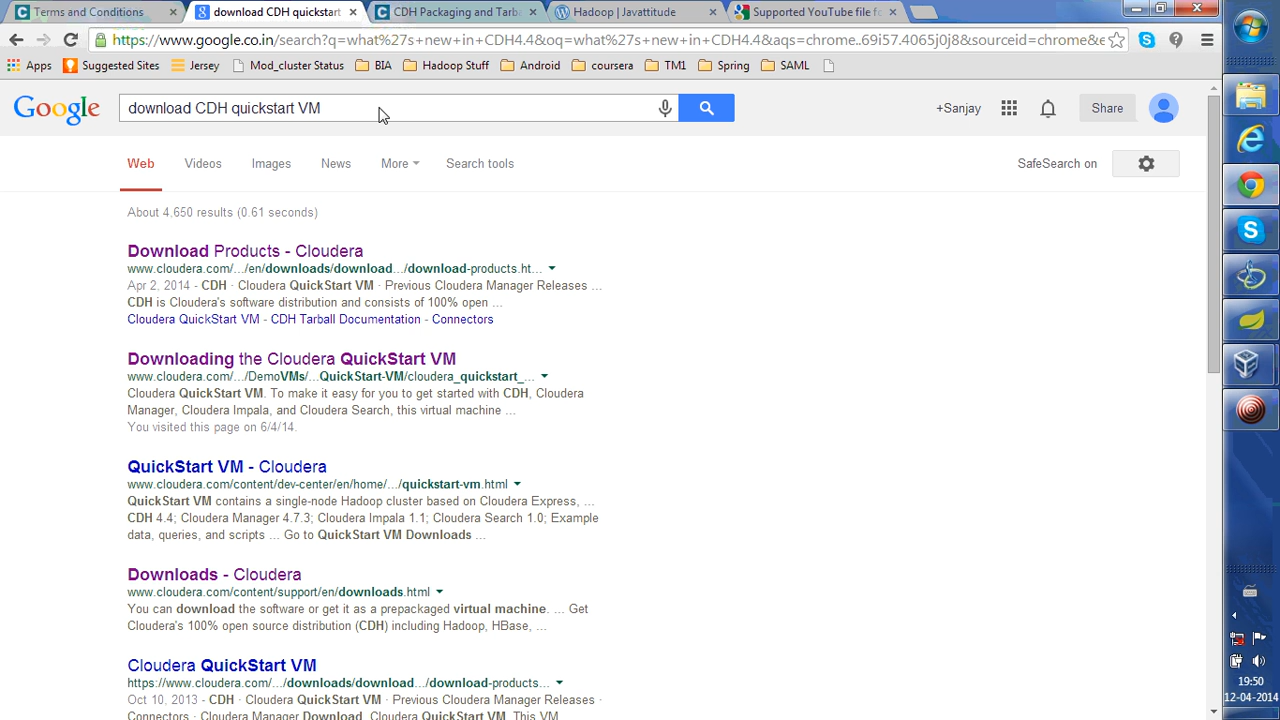 Terms and Conditions
download CDH quickstart
CDH Packaging and Tarba
Hadoop | Javattitude
Supported YouTube file fo
https://www.google.co.in/search?q=what%27s+new+in+CDH4.4&oq=what%27s+new+in+CDH4.4&aqs=chrome..69i57.4065j0j8&sourceid=chrome&e
Apps
Suggested Sites
Jersey
Mod_cluster Status
BIA
Hadoop Stuff
Android
coursera
TM1
Spring
SAML
Google
download CDH quickstart VM
+Sanjay
Share
Web
Videos
Images
News
More
Search tools
SafeSearch on
About 4,650 results (0.61 seconds)
Download Products - Cloudera
www.cloudera.com/.../en/downloads/download.../download-products.ht...
Apr 2, 2014 - CDH · Cloudera QuickStart VM · Previous Cloudera Manager Releases ...
CDH is Cloudera's software distribution and consists of 100% open ...
Cloudera QuickStart VM - CDH Tarball Documentation - Connectors
Downloading the Cloudera QuickStart VM
www.cloudera.com/.../DemoVMs/...QuickStart-VM/cloudera_quickstart_...
Cloudera QuickStart VM. To make it easy for you to get started with CDH, Cloudera
Manager, Cloudera Impala, and Cloudera Search, this virtual machine ...
You visited this page on 6/4/14.
QuickStart VM - Cloudera
www.cloudera.com/content/dev-center/en/home/.../quickstart-vm.html
QuickStart VM contains a single-node Hadoop cluster based on Cloudera Express, ...
CDH 4.4; Cloudera Manager 4.7.3; Cloudera Impala 1.1; Cloudera Search 1.0; Example
data, queries, and scripts ... Go to QuickStart VM Downloads ...
Downloads - Cloudera
www.cloudera.com/content/support/en/downloads.html
You can download the software or get it as a prepackaged virtual machine. ... Get
Cloudera's 100% open source distribution (CDH) including Hadoop, HBase, ...
Cloudera QuickStart VM
https://www.cloudera.com/.../downloads/download.../download-products...
Oct 10, 2013 - CDH · Cloudera QuickStart VM · Previous Cloudera Manager Releases ·
Connectors · Cloudera Manager Download. Cloudera QuickStart VM. This VM
19:50
12-04-2014